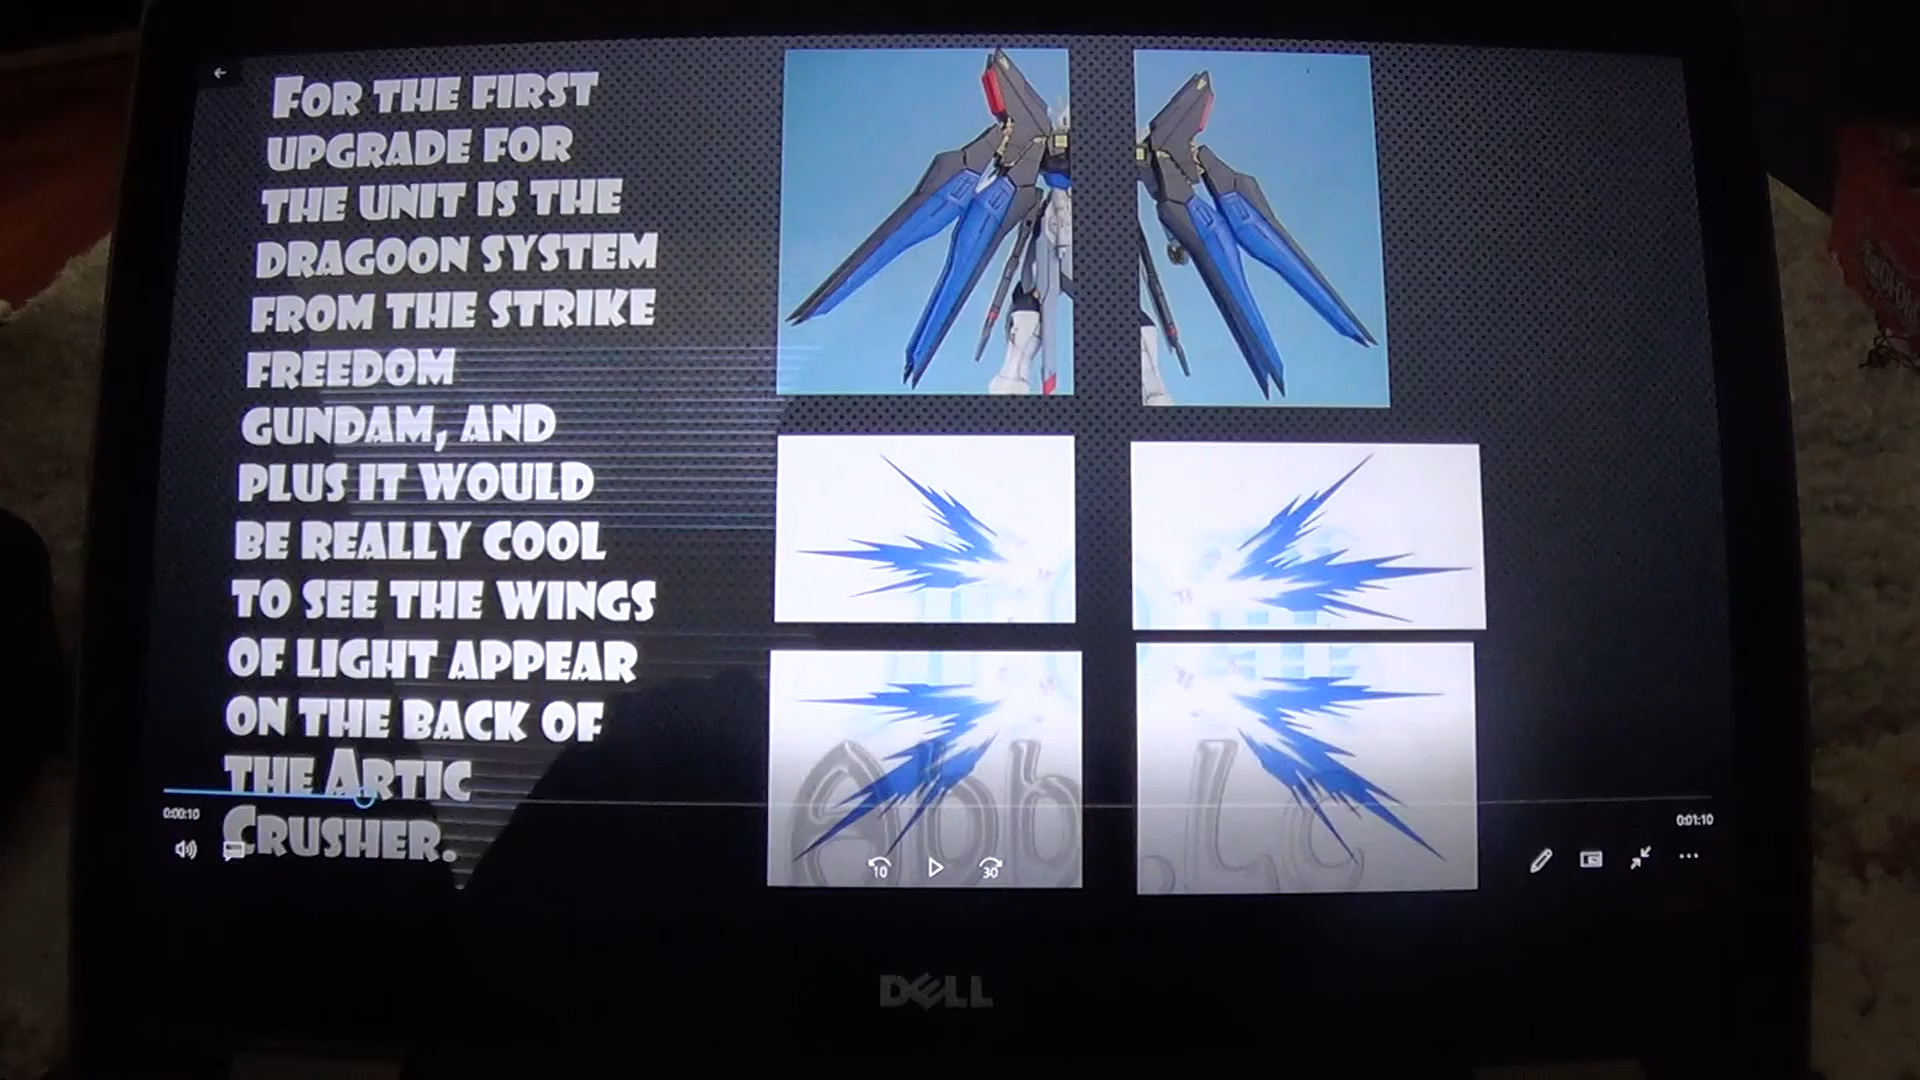 FOR THE FIRST
UPGRADE FOR
THE UNIT IS THE
DRAGOON SYSTEM
FROM THE STRIKE
FREEDOM
GUNDAM, AND
PLUS IT WOULD
BE REALLY COOL
TO SEE THE WINGS
OF LIGHT APPEAR
ON THE BACK OF
THE ARTIC
CRUSHER.
0:00:10
0:01:10
10
30
DELL